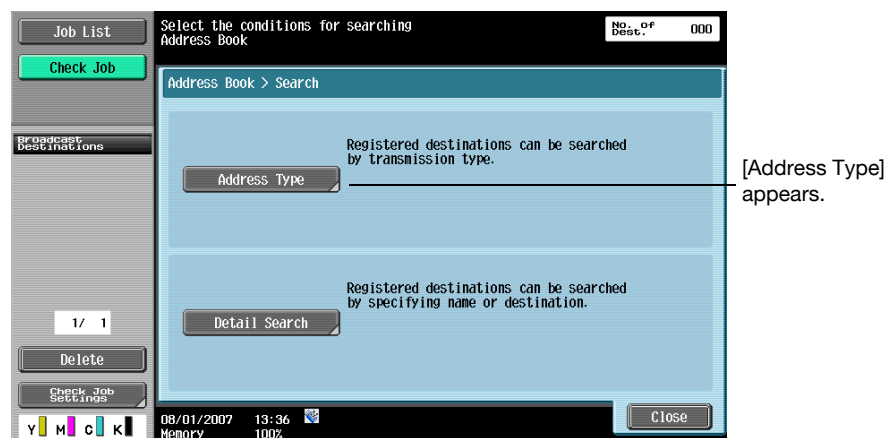 Job List
Check Job
Broadcast
Destinations
1/ 1
Delete
Check Job
Settings
Y M C K
Select the conditions for searching
Address Book
No. of
Dest.
000
Address Book > Search
Registered destinations can be searched
by transmission type.
Address Type
Registered destinations can be searched
by specifying name or destination.
Detail Search
08/01/2007 13:36
Memory 100%
Close
[Address Type]
appears.